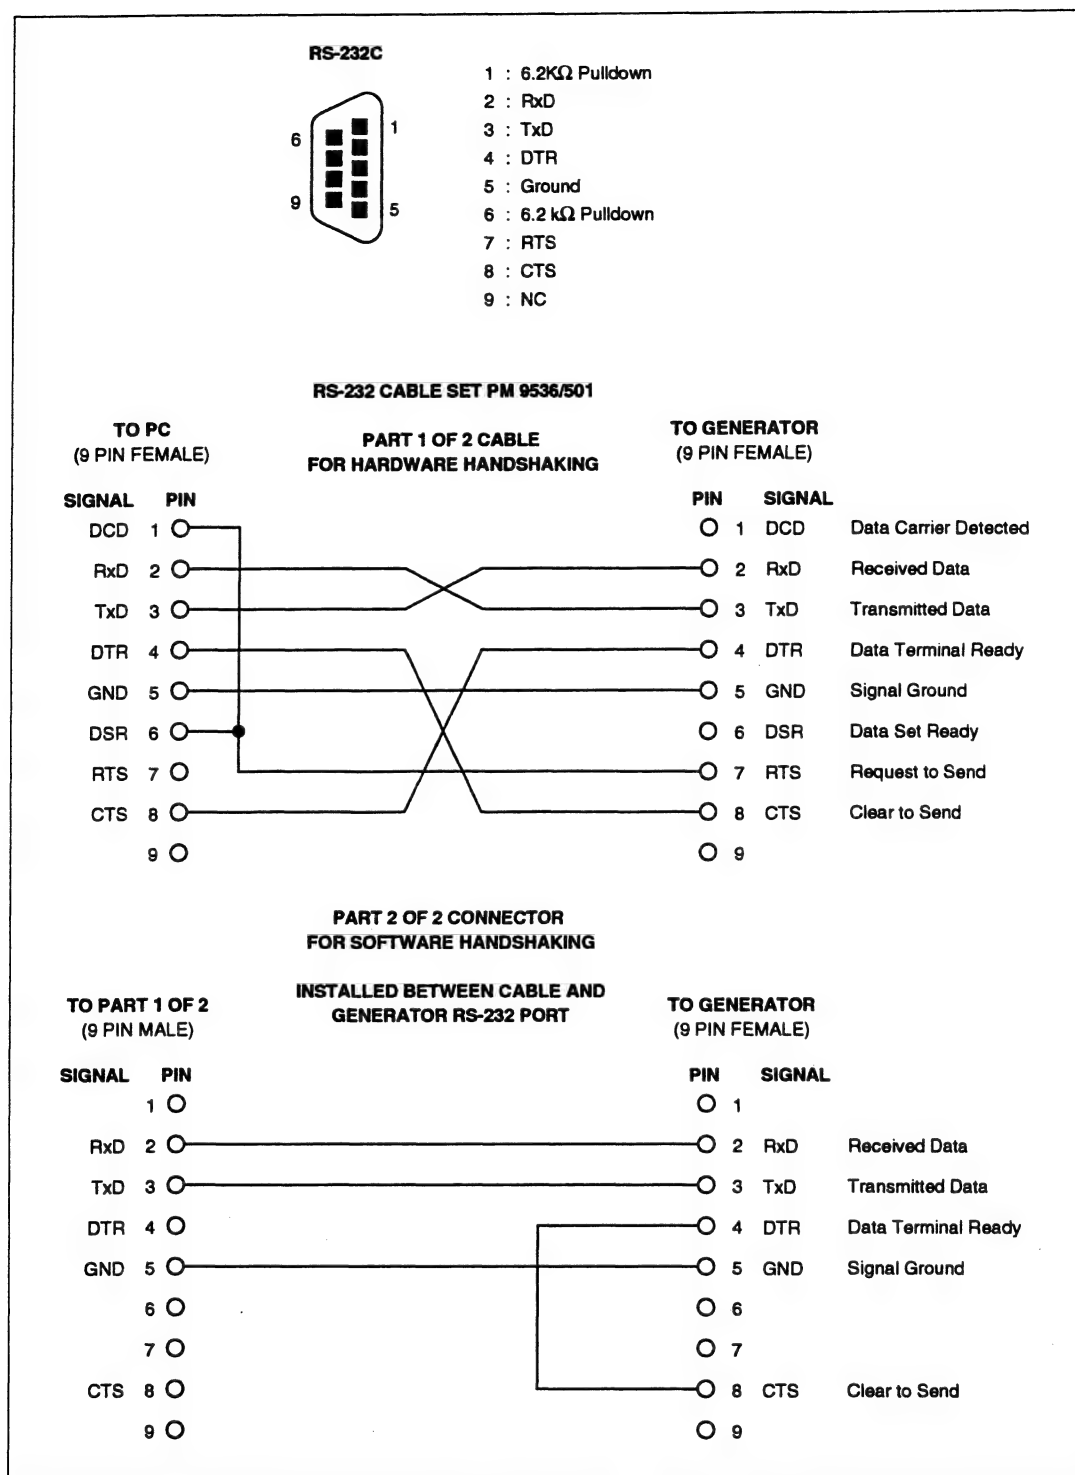 RS-232C
6
1
9
5
1 : 6.2KΩ Pulldown
2 : RxD
3 : TxD
4 : DTR
5 : Ground
6 : 6.2 kΩ Pulldown
7 : RTS
8 : CTS
9 : NC
RS-232 CABLE SET PM 9536/501
PART 1 OF 2 CABLE
FOR HARDWARE HANDSHAKING
TO PC
(9 PIN FEMALE)
TO GENERATOR
(9 PIN FEMALE)
SIGNAL PIN PIN SIGNAL
DCD 1 1 DCD Data Carrier Detected
RxD 2 2 RxD Received Data
TxD 3 3 TxD Transmitted Data
DTR 4 4 DTR Data Terminal Ready
GND 5 5 GND Signal Ground
DSR 6 6 DSR Data Set Ready
RTS 7 7 RTS Request to Send
CTS 8 8 CTS Clear to Send
9 9
PART 2 OF 2 CONNECTOR
FOR SOFTWARE HANDSHAKING
INSTALLED BETWEEN CABLE AND
GENERATOR RS-232 PORT
TO PART 1 OF 2
(9 PIN MALE)
TO GENERATOR
(9 PIN FEMALE)
SIGNAL PIN PIN SIGNAL
1 1
RxD 2 2 RxD Received Data
TxD 3 3 TxD Transmitted Data
DTR 4 4 DTR Data Terminal Ready
GND 5 5 GND Signal Ground
6 6
7 7
CTS 8 8 CTS Clear to Send
9 9